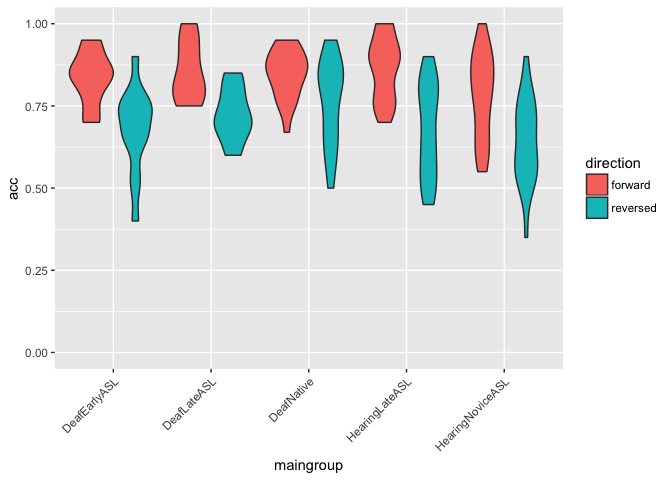 1.00
0.75
0.50
0.25
0.00
acc
DeafEarlyASL
DeafLateASL
DeafNative
HearingLateASL
HearingNoviceASL
maingroup
direction
forward
reversed